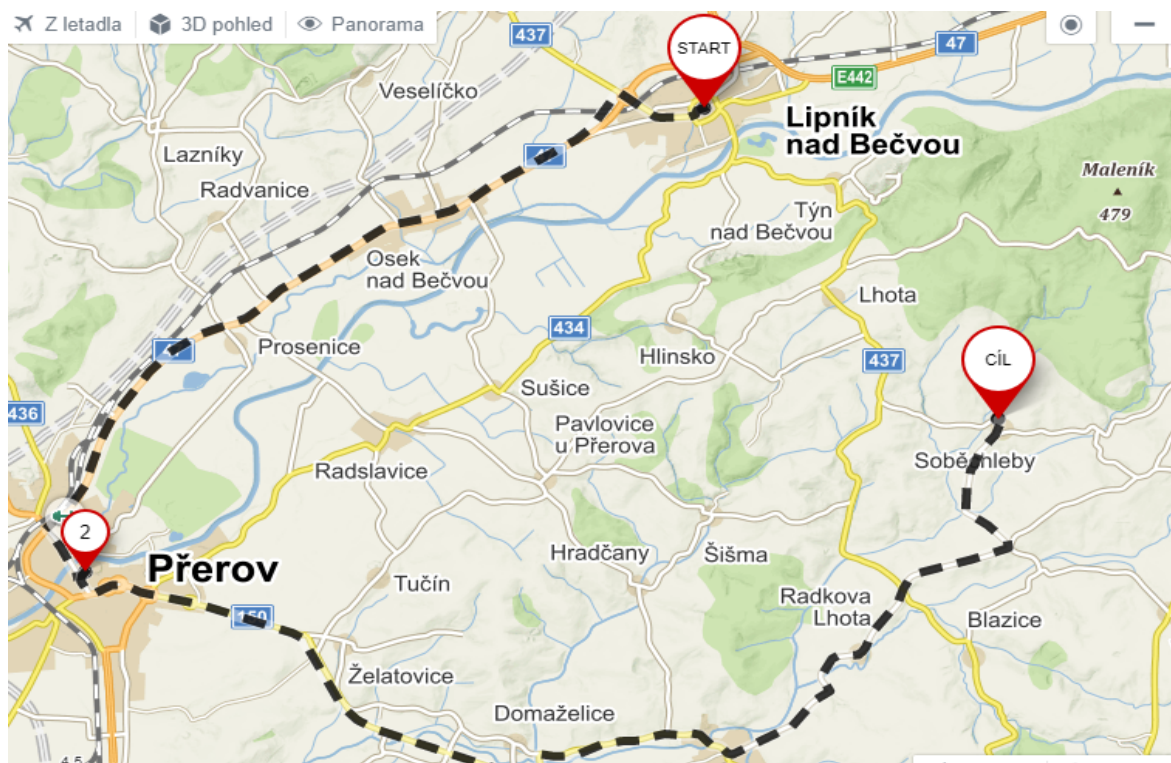 Z letadla
3D pohled
Panorama
437
START
47
E442
Veselíčko
Lipník
nad Bečvou
Lazníky
Maleník
479
Radvanice
Týn
nad Bečvou
Osek
nad Bečvou
Lhota
434
Prosenice
Hlinsko
437
CÍL
Sušice
436
Pavlovice
u Přerova
Radslavice
Soběchleby
2
Přerov
Hradčany
Šišma
Tučín
Radkova
Lhota
150
Blazice
Želatovice
Domaželice